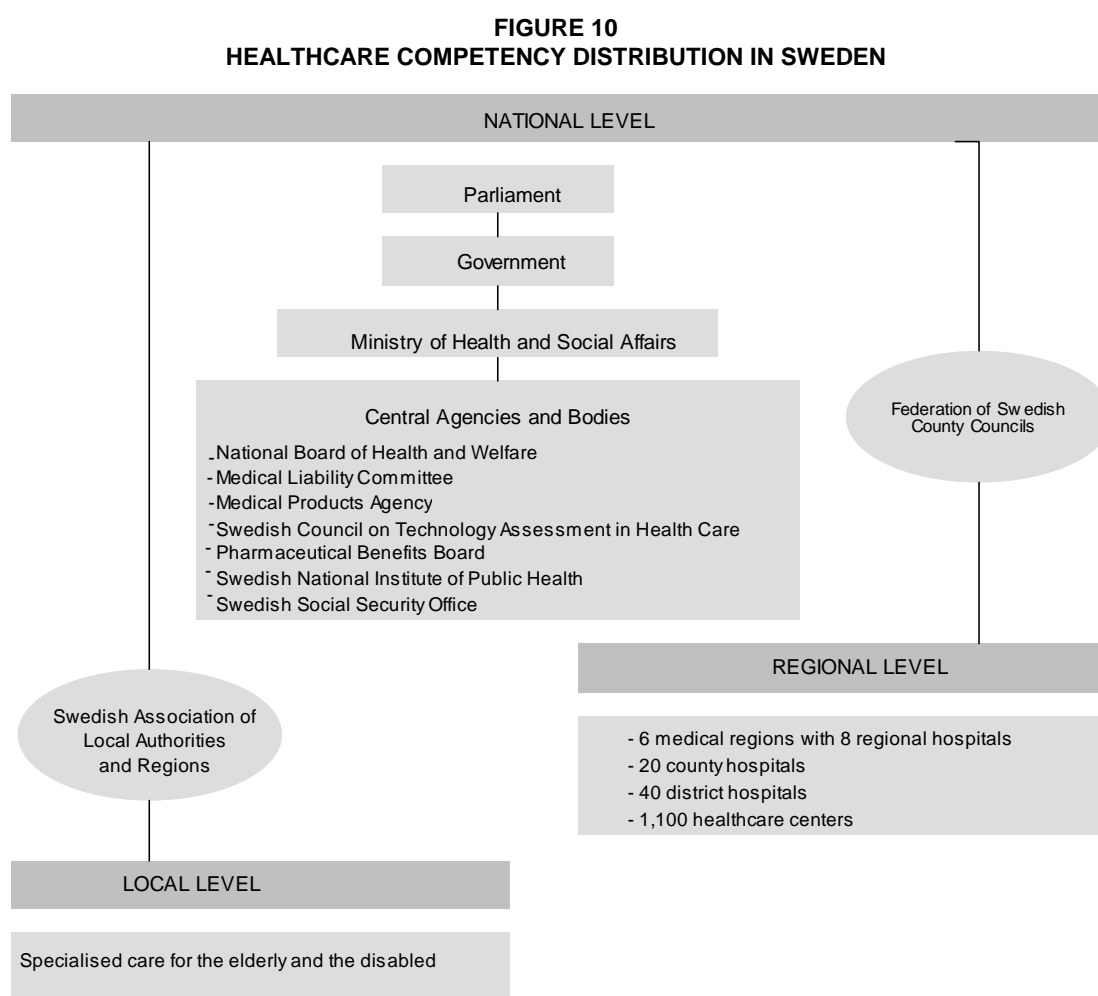 FIGURE 10
HEALTHCARE COMPETENCY DISTRIBUTION IN SWEDEN
NATIONAL LEVEL
Parliament
Government
Ministry of Health and Social Affairs
Central Agencies and Bodies
- National Board of Health and Welfare
- Medical Liability Committee
- Medical Products Agency
- Swedish Council on Technology Assessment in Health Care
- Pharmaceutical Benefits Board
- Swedish National Institute of Public Health
- Swedish Social Security Office
Federation of Swedish
County Councils
REGIONAL LEVEL
- 6 medical regions with 8 regional hospitals
- 20 county hospitals
- 40 district hospitals
- 1,100 healthcare centers
Swedish Association of
Local Authorities
and Regions
LOCAL LEVEL
Specialised care for the elderly and the disabled